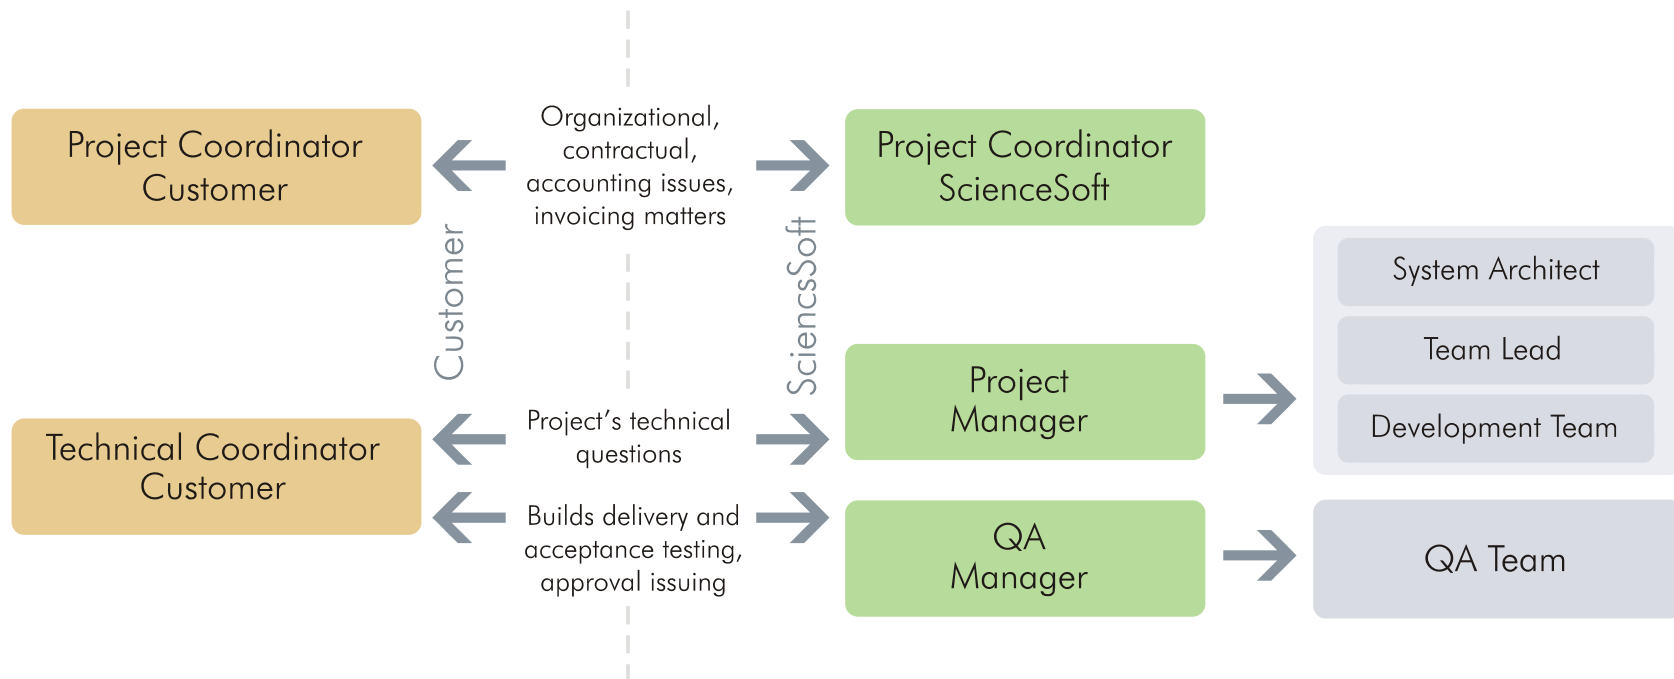 Project Coordinator
Customer
Organizational,
contractual,
accounting issues,
invoicing matters
Project Coordinator
ScienceSoft
Customer
SciencsSoft
System Architect
Team Lead
Development Team
Technical Coordinator
Customer
Project’s technical
questions
Project
Manager
Builds delivery and
acceptance testing,
approval issuing
QA
Manager
QA Team